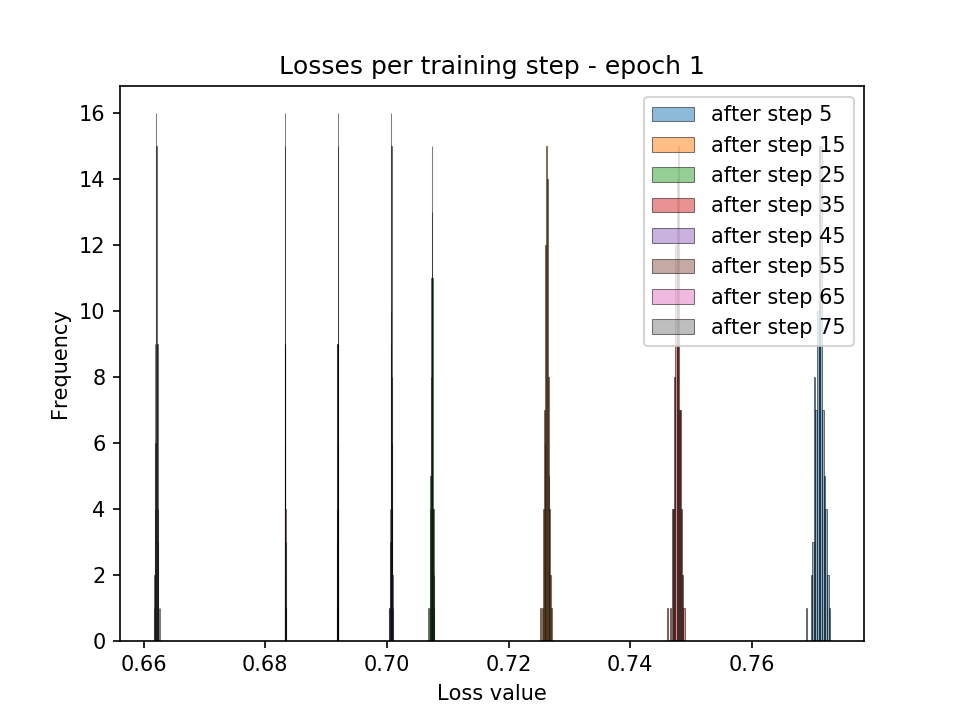 Losses per training step - epoch 1
16
14
12
10
8
6
4
2
0
Frequency
after step 5
after step 15
after step 25
after step 35
after step 45
after step 55
after step 65
after step 75
0.66 0.68 0.70 0.72 0.74 0.76
Loss value